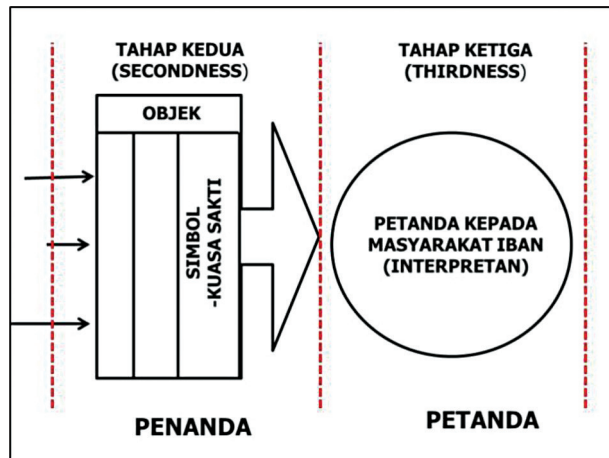 TAHAP KEDUA
(SECONDNESS)
TAHAP KETIGA
(THIRDNESS)
OBJEK
SIMBOL
-KUASA SAKTI
PETANDA KEPADA
MASYARAKAT IBAN
(INTERPRETAN)
PENANDA
PETANDA